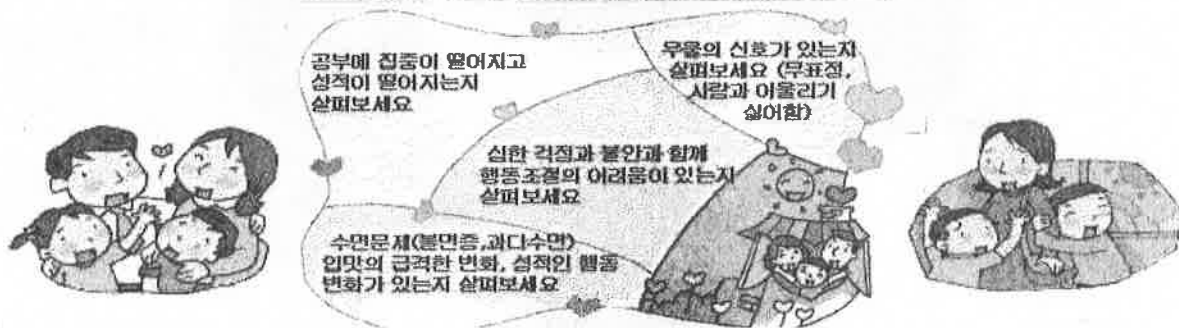 공부에 집중이 떨어지고
성적이 떨어지는지
살펴보세요
우울의 신호가 있는지
살펴보세요 (무표정,
사람과 어울리기
싫어함)
심한 걱정과 불안과 함께
행동조절의 어려움이 있는지
살펴보세요
수면문제(불면증,과다수면)
입맛의 급격한 변화, 성적인 행동
변화가 있는지 살펴보세요